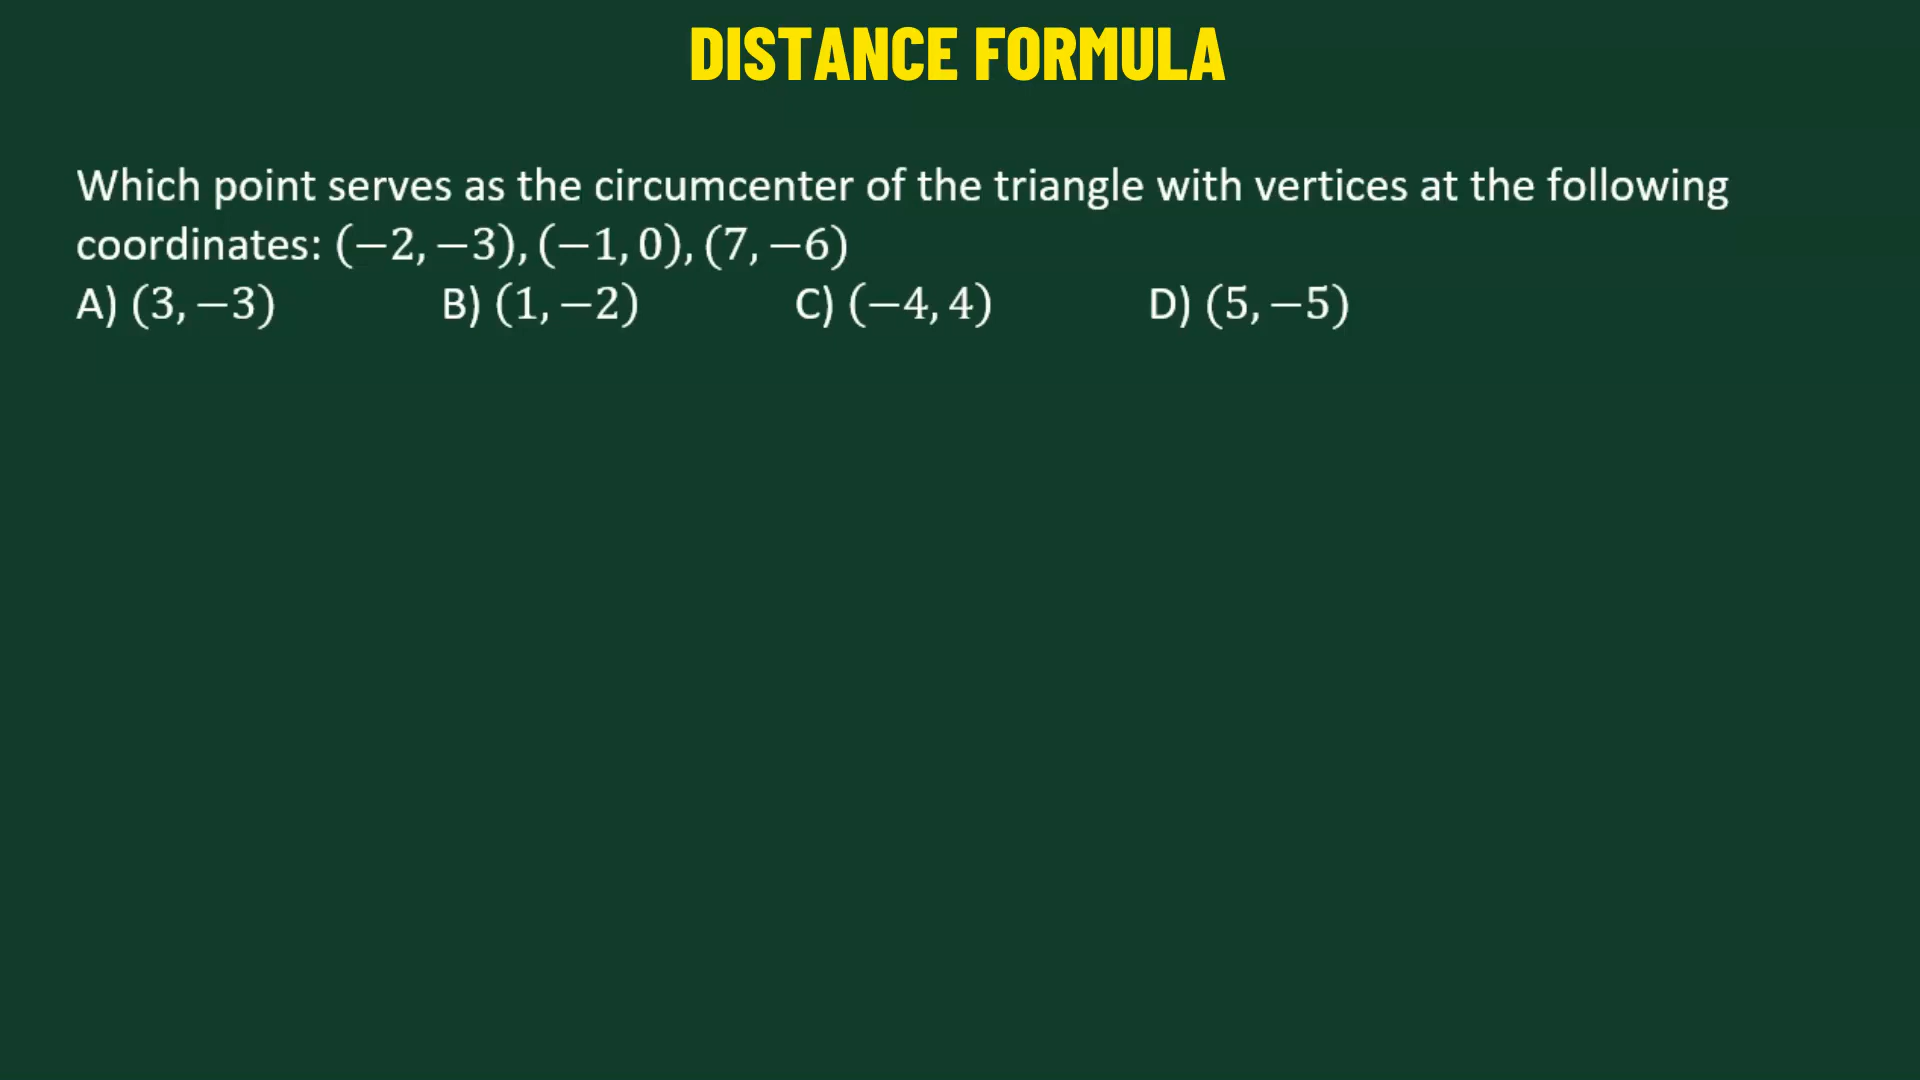 DISTANCE FORMULA
Which point serves as the circumcenter of the triangle with vertices at the following
coordinates: (−2, −3), (−1, 0), (7, −6)
A) (3, −3) B) (1, −2) C) (−4, 4) D) (5, −5)